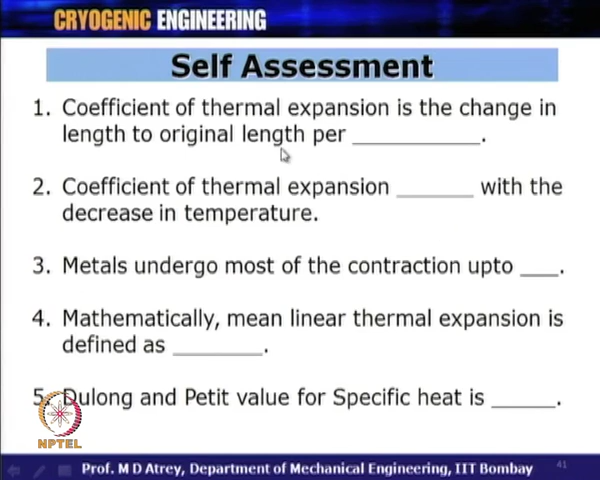 CRYOGENIC ENGINEERING
Self Assessment
1. Coefficient of thermal expansion is the change in
length to original length per ____________.
2. Coefficient of thermal expansion _______ with the
decrease in temperature.
3. Metals undergo most of the contraction upto ____.
4. Mathematically, mean linear thermal expansion is
defined as ________.
5. Dulong and Petit value for Specific heat is ______.
NPTEL
Prof. M D Atrey, Department of Mechanical Engineering, IIT Bombay
41